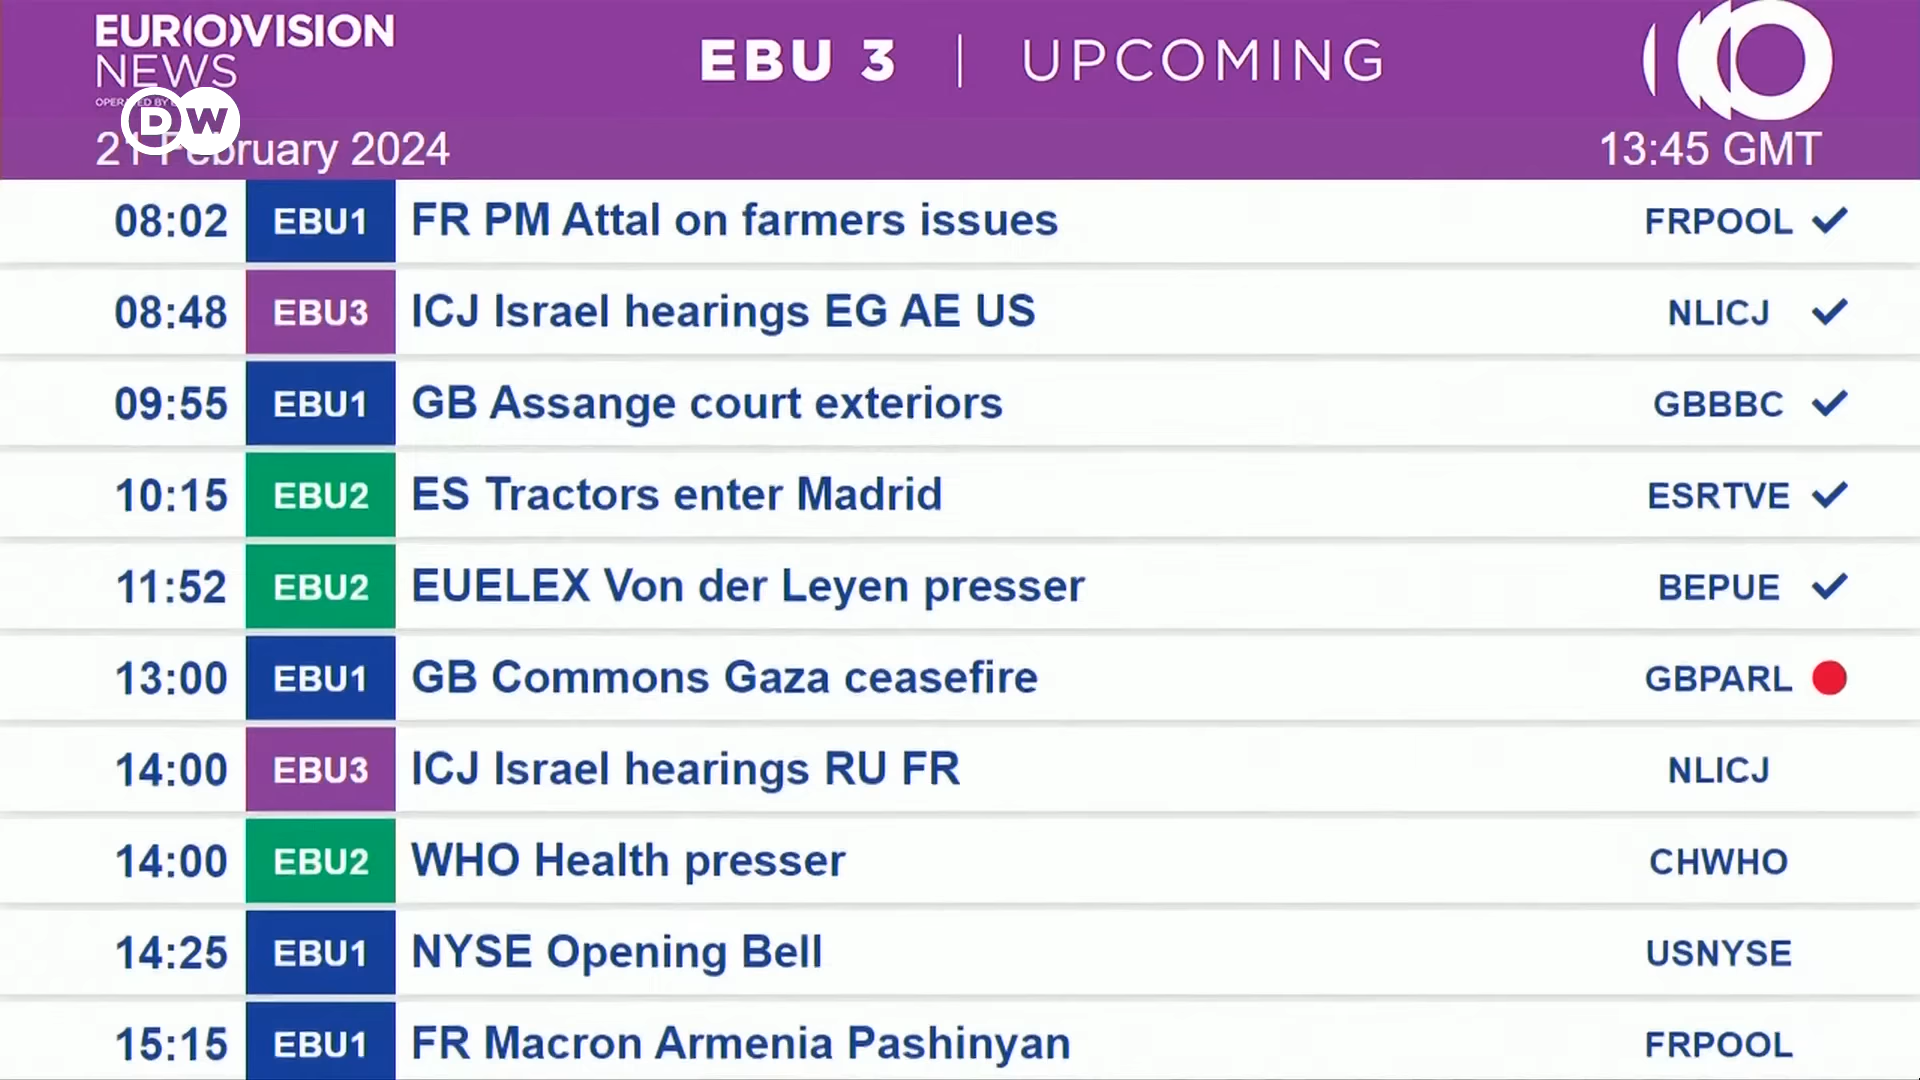 EUR(O)VISION
NEWS
EBU 3 | UPCOMING
DW
21 February 2024
13:45 GMT
08:02 EBU1 FR PM Attal on farmers issues FRPOOL ✓
08:48 EBU3 ICJ Israel hearings EG AE US NLICJ ✓
09:55 EBU1 GB Assange court exteriors GBBBC ✓
10:15 EBU2 ES Tractors enter Madrid ESRTVE ✓
11:52 EBU2 EUELEX Von der Leyen presser BEPUE ✓
13:00 EBU1 GB Commons Gaza ceasefire GBPARL
14:00 EBU3 ICJ Israel hearings RU FR NLICJ
14:00 EBU2 WHO Health presser CHWHO
14:25 EBU1 NYSE Opening Bell USNYSE
15:15 EBU1 FR Macron Armenia Pashinyan FRPOOL